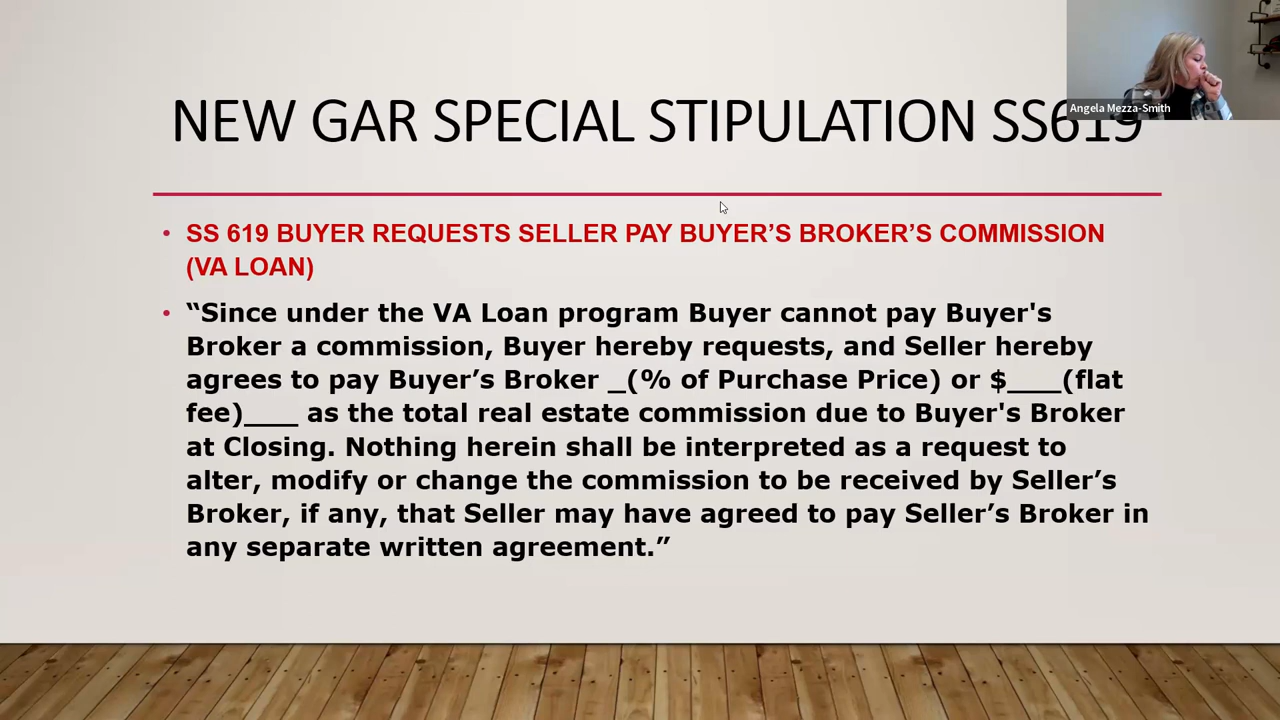 NEW GAR SPECIAL STIPULATION SS619
Angela Mezza-Smith
• SS 619 BUYER REQUESTS SELLER PAY BUYER’S BROKER’S COMMISSION
(VA LOAN)
• “Since under the VA Loan program Buyer cannot pay Buyer's
Broker a commission, Buyer hereby requests, and Seller hereby
agrees to pay Buyer’s Broker _(% of Purchase Price) or $___(flat
fee)___ as the total real estate commission due to Buyer's Broker
at Closing. Nothing herein shall be interpreted as a request to
alter, modify or change the commission to be received by Seller’s
Broker, if any, that Seller may have agreed to pay Seller’s Broker in
any separate written agreement.”